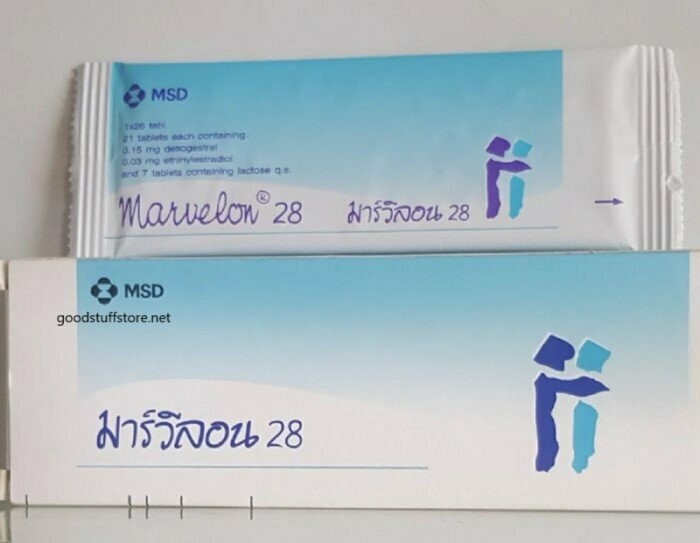 MSD
1x28 tabl
21 tablets each containing:
0.15 mg desogestrel
0.03 mg ethinylestradiol
and 7 tablets containing lactose q.s.
Marvelon® 28 มาร์วีลอน 28
MSD
goodstuffstore.net
มาร์วีลอน 28